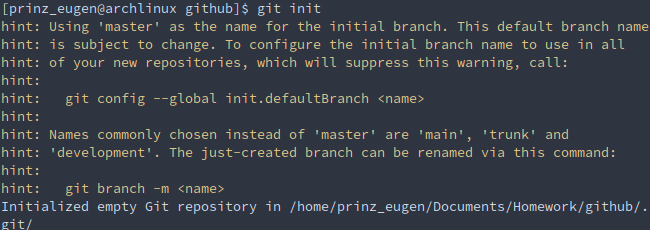 [prinz_eugen@archlinux github]$ git init
hint: Using 'master' as the name for the initial branch. This default branch name
hint: is subject to change. To configure the initial branch name to use in all
hint: of your new repositories, which will suppress this warning, call:
hint:
hint:   git config --global init.defaultBranch <name>
hint:
hint: Names commonly chosen instead of 'master' are 'main', 'trunk' and
hint: 'development'. The just-created branch can be renamed via this command:
hint:
hint:   git branch -m <name>
Initialized empty Git repository in /home/prinz_eugen/Documents/Homework/github/.
git/